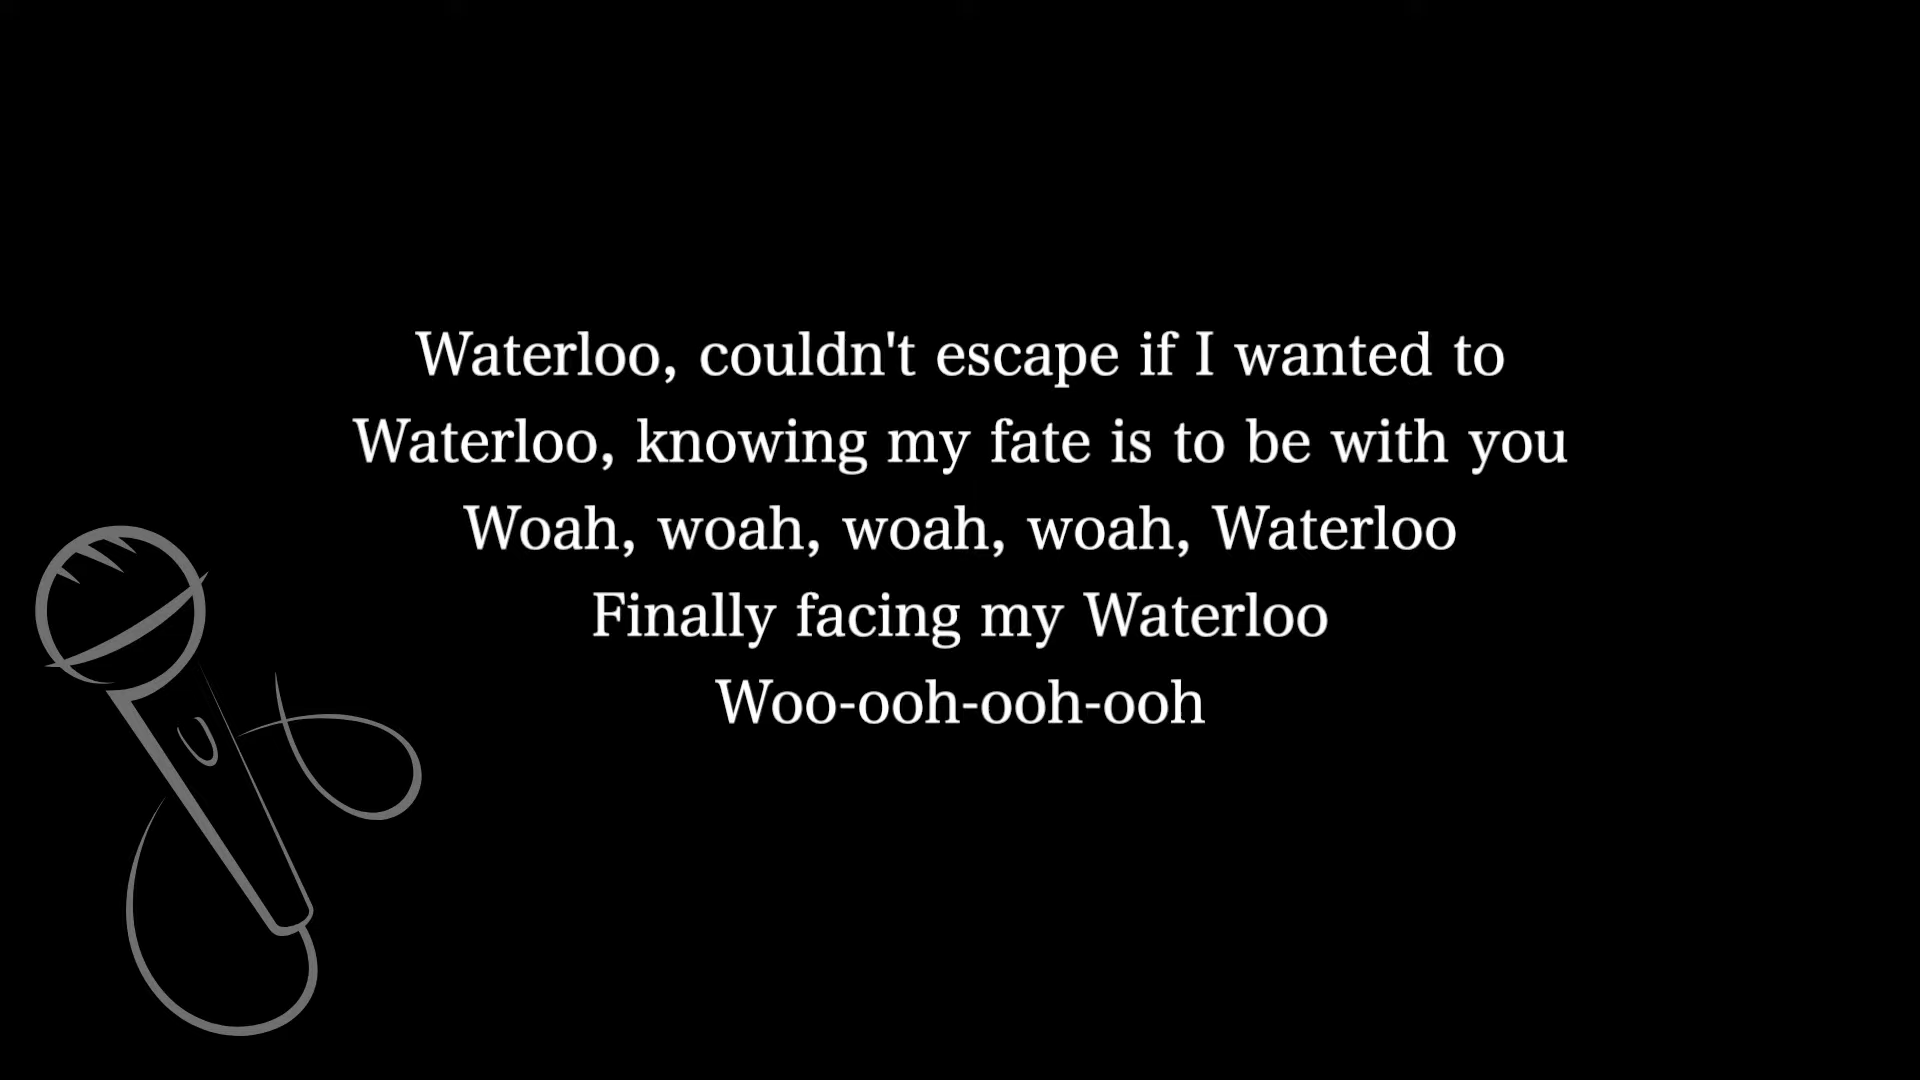 Waterloo, couldn't escape if I wanted to
Waterloo, knowing my fate is to be with you
Woah, woah, woah, woah, Waterloo
Finally facing my Waterloo
Woo-ooh-ooh-ooh